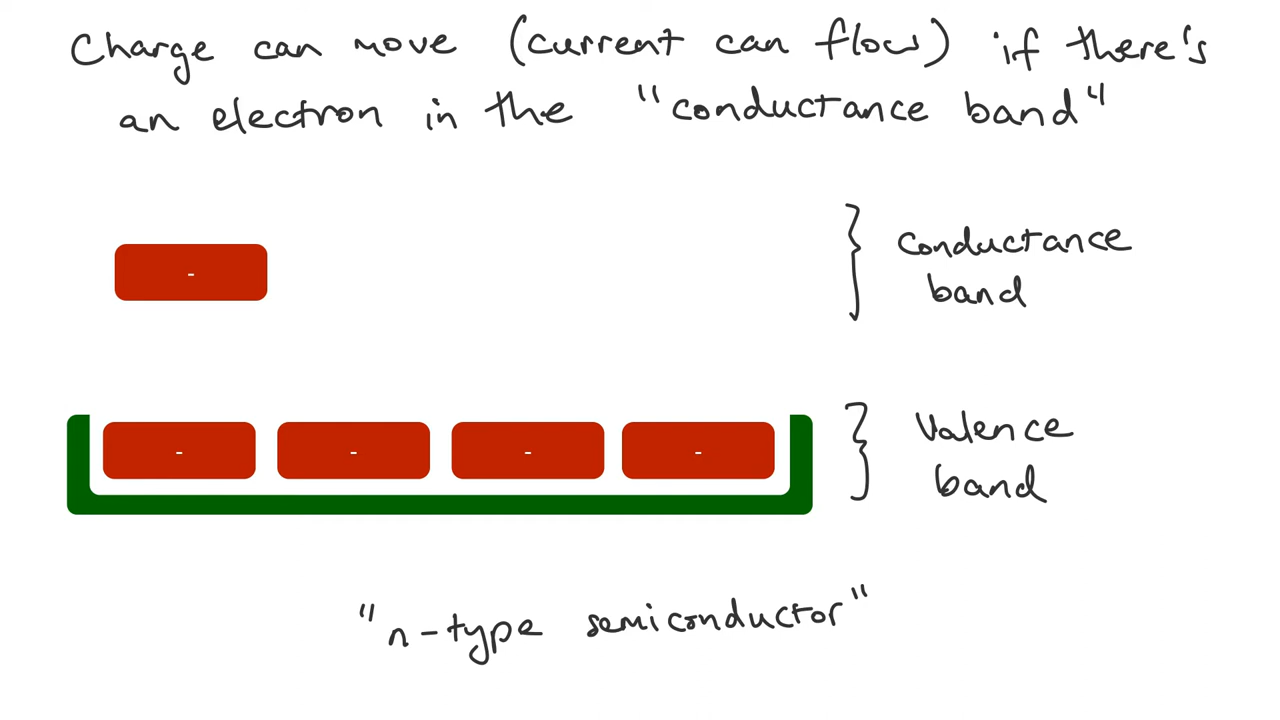 Charge can move (current can flow) if there's
an electron in the "conductance band"
-
conductance
band
- - - -
Valence
band
"n-type semiconductor"